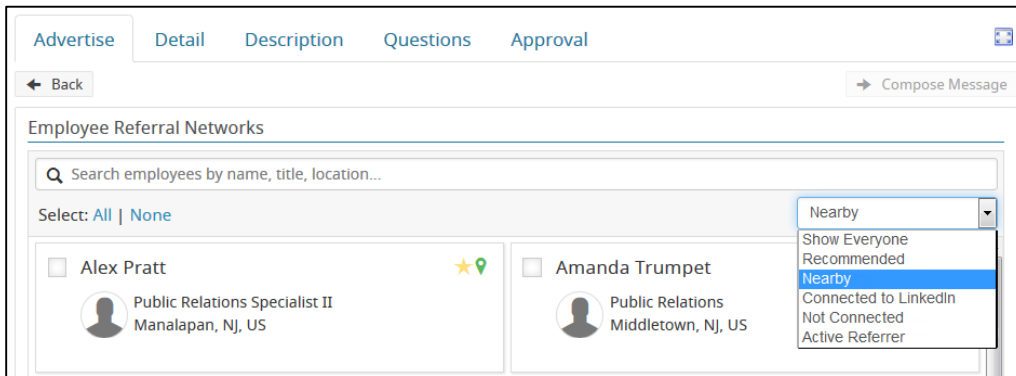 Advertise Detail Description Questions Approval
Back Compose Message
Employee Referral Networks
Search employees by name, title, location...
Select: All | None Nearby
Show Everyone
Recommended
Nearby
Connected to LinkedIn
Not Connected
Active Referrer
Alex Pratt
Public Relations Specialist II
Manalapan, NJ, US
Amanda Trumpet
Public Relations
Middletown, NJ, US